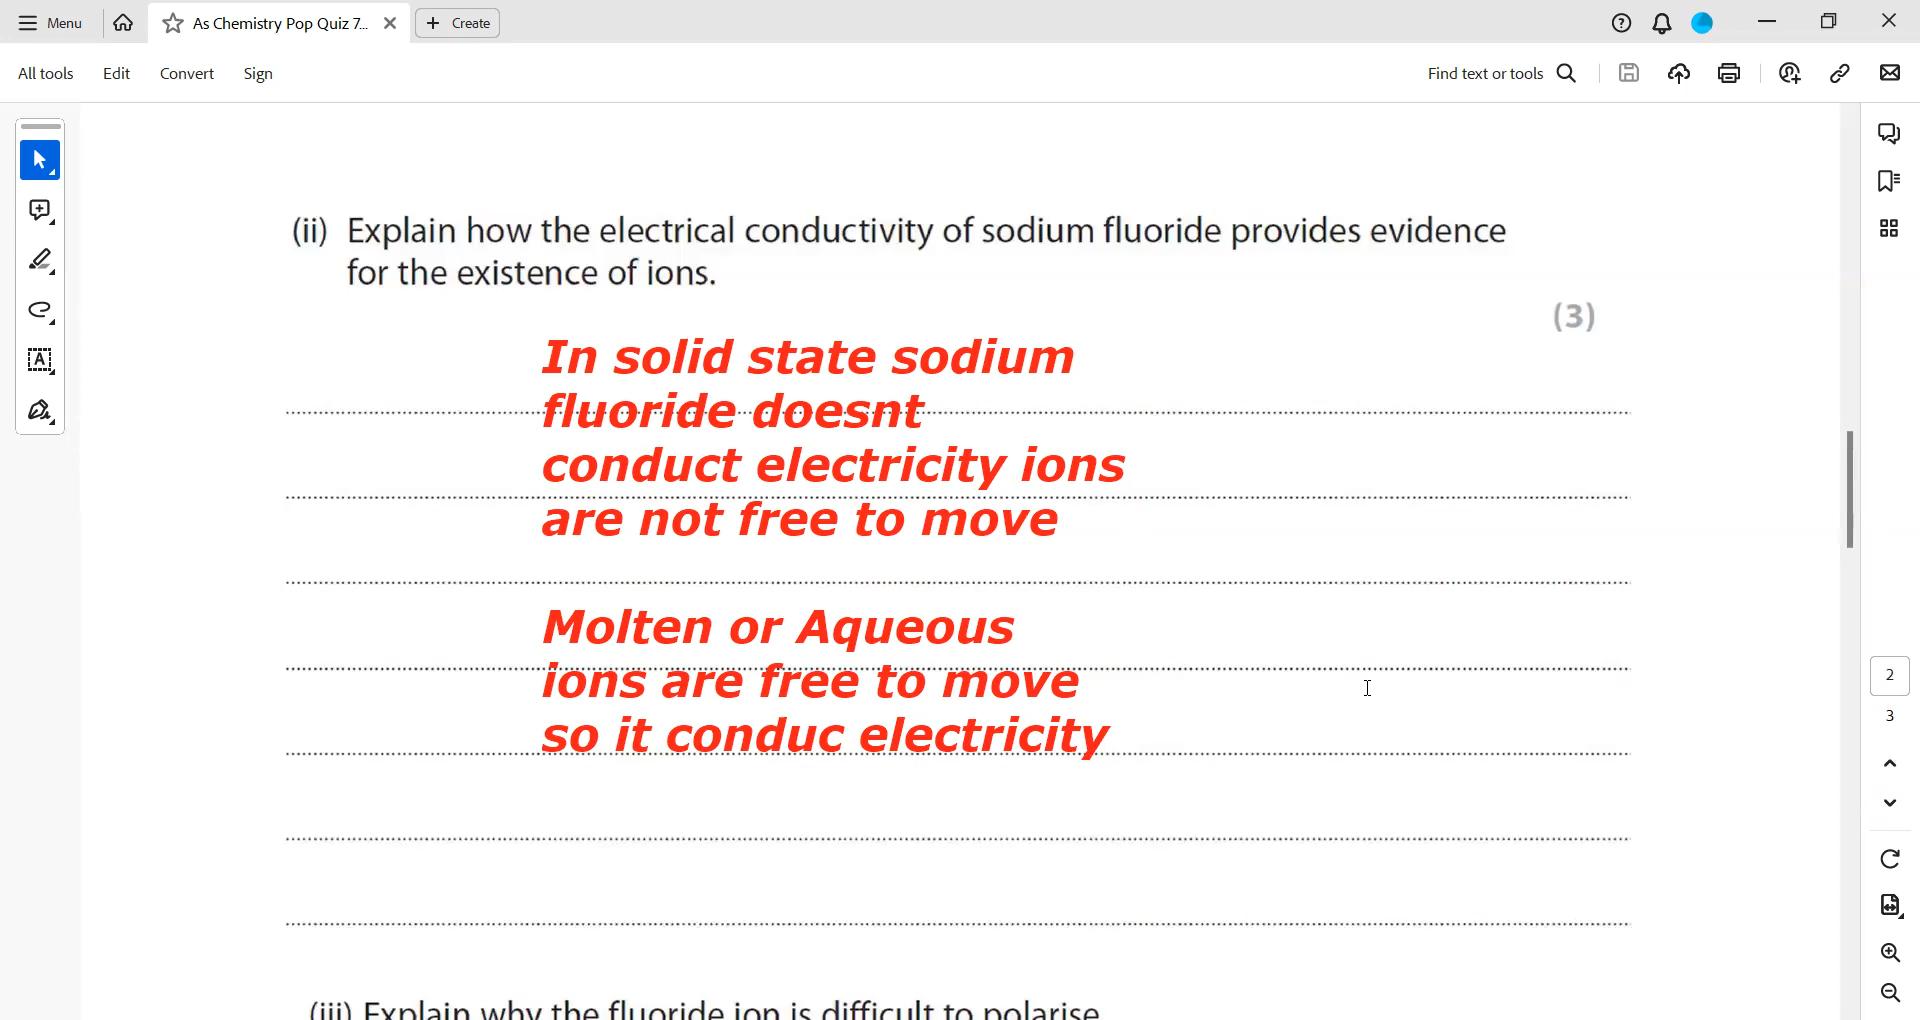 Menu
As Chemistry Pop Quiz 7...
Create
All tools
Edit
Convert
Sign
Find text or tools
(ii) Explain how the electrical conductivity of sodium fluoride provides evidence
for the existence of ions.
(3)
In solid state sodium
fluoride doesnt
conduct electricity ions
are not free to move
Molten or Aqueous
ions are free to move
so it conduc electricity
2
3
(iii) Explain why the fluoride ion is difficult to polarise